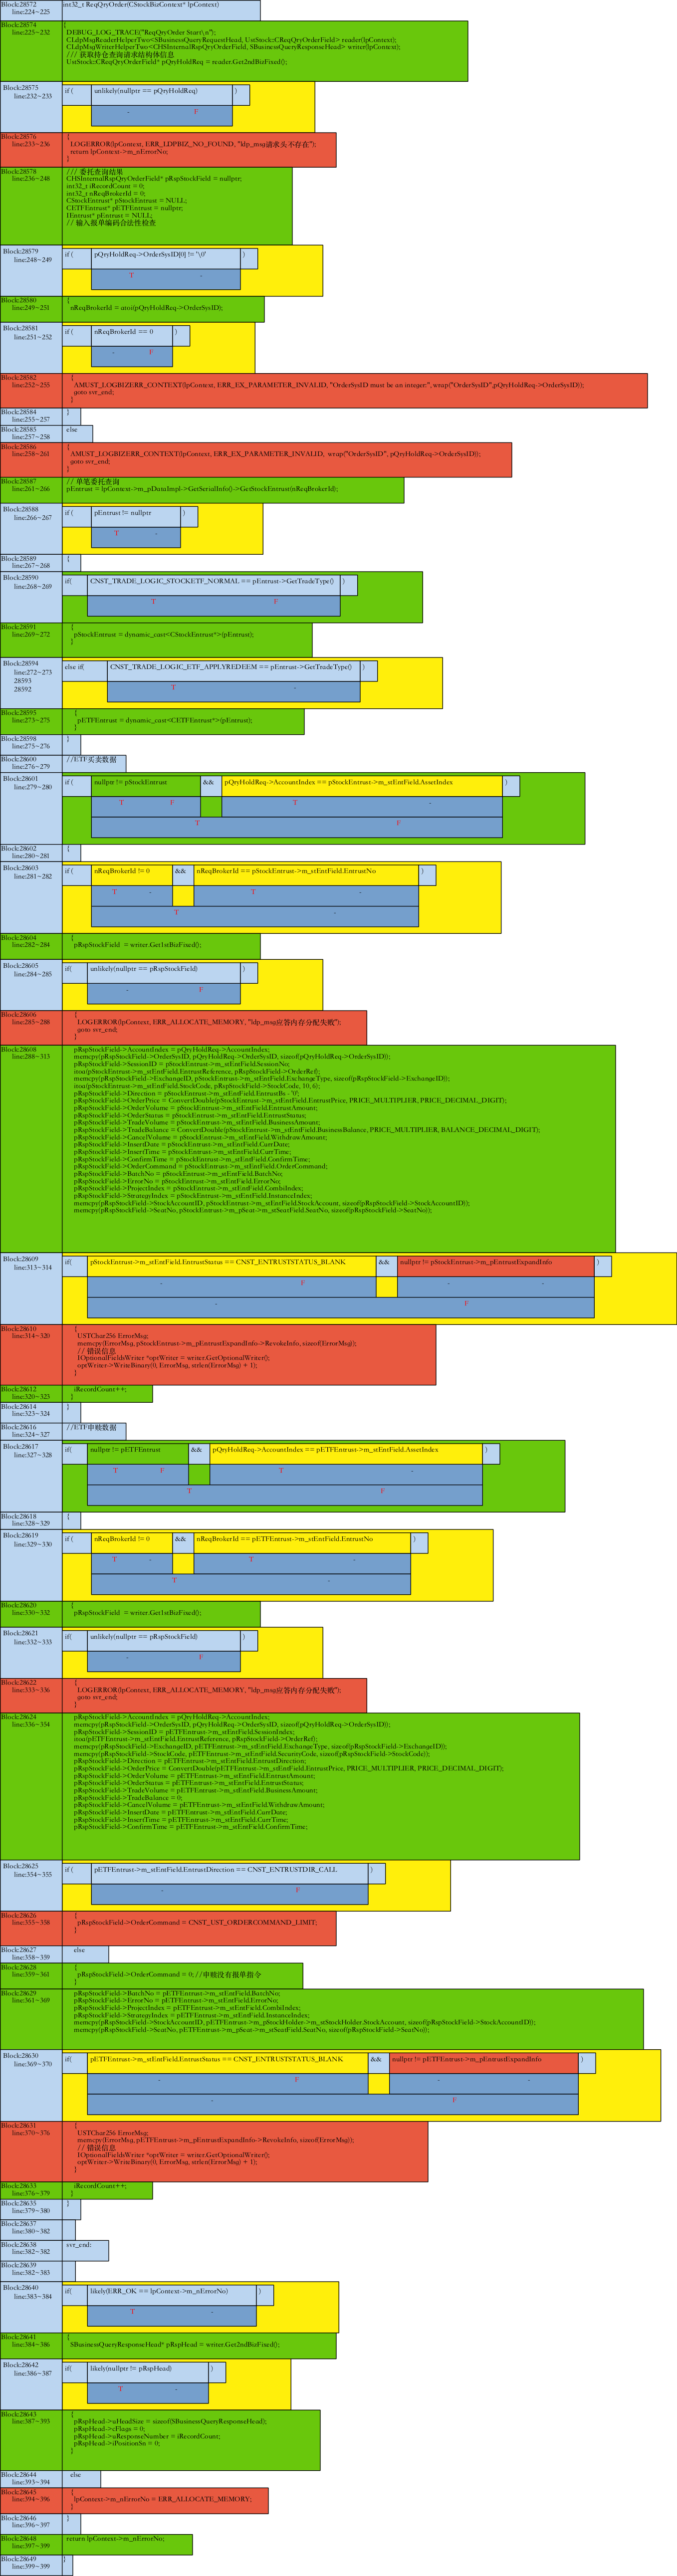 Block:28572 int32_t ReqQryOrder(CStockBizContext* lpContext)
line:224~225
Block:28574 {
line:225~232 DEBUG_LOG_TRACE("ReqQryOrder Start\n");
CLdpMsgReaderHelperTwo<SBusinessQueryRequestHead, UstStock::CReqQryOrderField> reader(lpContext);
CLdpMsgWriterHelperTwo<CHSInternalRspQryOrderField, SBusinessQueryResponseHead> writer(lpContext);
/// 获取持仓查询请求结构体信息
UstStock::CReqQryOrderField* pQryHoldReq = reader.Get2ndBizFixed();
Block:28575 if ( unlikely(nullptr == pQryHoldReq) )
line:232~233
- F
Block:28576 {
line:233~236 LOGERROR(lpContext, ERR_LDPBIZ_NO_FOUND, "ldp_msg请求头不存在");
return lpContext->m_nErrorNo;
}
Block:28578 /// 委托查询结果
line:236~248 CHSInternalRspQryOrderField* pRspStockField = nullptr;
int32_t iRecordCount = 0;
int32_t nReqBrokerId = 0;
CStockEntrust* pStockEntrust = NULL;
CETFEntrust* pETFEntrust = nullptr;
IEntrust* pEntrust = NULL;
// 输入报单编码合法性检查
Block:28579 if ( pQryHoldReq->OrderSysID[0] != '\0' )
line:248~249
T -
Block:28580 {
line:249~251 nReqBrokerId = atoi(pQryHoldReq->OrderSysID);
Block:28581 if ( nReqBrokerId == 0 )
line:251~252
- F
Block:28582 {
line:252~255 AMUST_LOGBIZERR_CONTEXT(lpContext, ERR_EX_PARAMETER_INVALID, "OrderSysID must be an integer:", wrap("OrderSysID",pQryHoldReq->OrderSysID));
goto svr_end;
}
Block:28584 }
line:255~257
Block:28585 else
line:257~258
Block:28586 {
line:258~261 AMUST_LOGBIZERR_CONTEXT(lpContext, ERR_EX_PARAMETER_INVALID, wrap("OrderSysID", pQryHoldReq->OrderSysID));
goto svr_end;
}
Block:28587 // 单笔委托查询
line:261~266 pEntrust = lpContext->m_pDataImpl->GetSerialInfo()->GetStockEntrust(nReqBrokerId);
Block:28588 if ( pEntrust != nullptr )
line:266~267
T -
Block:28589 {
line:267~268
Block:28590 if( CNST_TRADE_LOGIC_STOCKETF_NORMAL == pEntrust->GetTradeType() )
line:268~269
T F
Block:28591 {
line:269~272 pStockEntrust = dynamic_cast<CStockEntrust*>(pEntrust);
}
Block:28594 else if( CNST_TRADE_LOGIC_ETF_APPLYREDEEM == pEntrust->GetTradeType() )
line:272~273
28593
28592
T -
Block:28595 {
line:273~275 pETFEntrust = dynamic_cast<CETFEntrust*>(pEntrust);
}
Block:28598 }
line:275~276
Block:28600 //ETF买卖数据
line:276~279
Block:28601 if ( nullptr != pStockEntrust && pQryHoldReq->AccountIndex == pStockEntrust->m_stEntField.AssetIndex )
line:279~280
T F T -
T F
Block:28602 {
line:280~281
Block:28603 if ( nReqBrokerId != 0 && nReqBrokerId == pStockEntrust->m_stEntField.EntrustNo )
line:281~282
T - T -
T -
Block:28604 {
line:282~284 pRspStockField = writer.Get1stBizFixed();
Block:28605 if( unlikely(nullptr == pRspStockField) )
line:284~285
- F
Block:28606 {
line:285~288 LOGERROR(lpContext, ERR_ALLOCATE_MEMORY, "ldp_msg应答内存分配失败");
goto svr_end;
}
Block:28608 pRspStockField->AccountIndex = pQryHoldReq->AccountIndex;
line:288~313 memcpy(pRspStockField->OrderSysID, pQryHoldReq->OrderSysID, sizeof(pQryHoldReq->OrderSysID));
pRspStockField->SessionID = pStockEntrust->m_stEntField.SessionNo;
itoa(pStockEntrust->m_stEntField.EntrustReference, pRspStockField->OrderRef);
memcpy(pRspStockField->ExchangeID, pStockEntrust->m_stEntField.ExchangeType, sizeof(pRspStockField->ExchangeID));
itoa(pStockEntrust->m_stEntField.StockCode, pRspStockField->StockCode, 10, 6);
pRspStockField->Direction = pStockEntrust->m_stEntField.EntrustBs - '0';
pRspStockField->OrderPrice = ConvertDouble(pStockEntrust->m_stEntField.EntrustPrice, PRICE_MULTIPLIER, PRICE_DECIMAL_DIGIT);
pRspStockField->OrderVolume = pStockEntrust->m_stEntField.EntrustAmount;
pRspStockField->OrderStatus = pStockEntrust->m_stEntField.EntrustStatus;
pRspStockField->TradeVolume = pStockEntrust->m_stEntField.BusinessAmount;
pRspStockField->TradeBalance = ConvertDouble(pStockEntrust->m_stEntField.BusinessBalance, PRICE_MULTIPLIER, BALANCE_DECIMAL_DIGIT);
pRspStockField->CancelVolume = pStockEntrust->m_stEntField.WithdrawAmount;
pRspStockField->InsertDate = pStockEntrust->m_stEntField.CurrDate;
pRspStockField->InsertTime = pStockEntrust->m_stEntField.CurrTime;
pRspStockField->ConfirmTime = pStockEntrust->m_stEntField.ConfirmTime;
pRspStockField->OrderCommand = pStockEntrust->m_stEntField.OrderCommand;
pRspStockField->BatchNo = pStockEntrust->m_stEntField.BatchNo;
pRspStockField->ErrorNo = pStockEntrust->m_stEntField.ErrorNo;
pRspStockField->ProjectIndex = pStockEntrust->m_stEntField.CombiIndex;
pRspStockField->StrategyIndex = pStockEntrust->m_stEntField.InstanceIndex;
memcpy(pRspStockField->StockAccountID, pStockEntrust->m_stEntField.StockAccount, sizeof(pRspStockField->StockAccountID));
memcpy(pRspStockField->SeatNo, pStockEntrust->m_pSeat->m_stSeatField.SeatNo, sizeof(pRspStockField->SeatNo));
Block:28609 if( pStockEntrust->m_stEntField.EntrustStatus == CNST_ENTRUSTSTATUS_BLANK && nullptr != pStockEntrust->m_pEntrustExpandInfo )
line:313~314
- F - -
- F
Block:28610 {
line:314~320 USTChar256 ErrorMsg;
memcpy(ErrorMsg, pStockEntrust->m_pEntrustExpandInfo->RevokeInfo, sizeof(ErrorMsg));
// 错误信息
IOptionalFieldsWriter *optWriter = writer.GetOptionalWriter();
optWriter->WriteBinary(0, ErrorMsg, strlen(ErrorMsg) + 1);
}
Block:28612 iRecordCount++;
line:320~323 }
Block:28614 }
line:323~324
Block:28616 //ETF申赎数据
line:324~327
Block:28617 if( nullptr != pETFEntrust && pQryHoldReq->AccountIndex == pETFEntrust->m_stEntField.AssetIndex )
line:327~328
T F T -
T F
Block:28618 {
line:328~329
Block:28619 if ( nReqBrokerId != 0 && nReqBrokerId == pETFEntrust->m_stEntField.EntrustNo )
line:329~330
T - T -
T -
Block:28620 {
line:330~332 pRspStockField = writer.Get1stBizFixed();
Block:28621 if( unlikely(nullptr == pRspStockField) )
line:332~333
- F
Block:28622 {
line:333~336 LOGERROR(lpContext, ERR_ALLOCATE_MEMORY, "ldp_msg应答内存分配失败");
goto svr_end;
}
Block:28624 pRspStockField->AccountIndex = pQryHoldReq->AccountIndex;
line:336~354 memcpy(pRspStockField->OrderSysID, pQryHoldReq->OrderSysID, sizeof(pQryHoldReq->OrderSysID));
pRspStockField->SessionID = pETFEntrust->m_stEntField.SessionIndex;
itoa(pETFEntrust->m_stEntField.EntrustReference, pRspStockField->OrderRef);
memcpy(pRspStockField->ExchangeID, pETFEntrust->m_stEntField.ExchangeType, sizeof(pRspStockField->ExchangeID));
memcpy(pRspStockField->StockCode, pETFEntrust->m_stEntField.SecurityCode, sizeof(pRspStockField->StockCode));
pRspStockField->Direction = pETFEntrust->m_stEntField.EntrustDirection;
pRspStockField->OrderPrice = ConvertDouble(pETFEntrust->m_stEntField.EntrustPrice, PRICE_MULTIPLIER, PRICE_DECIMAL_DIGIT);
pRspStockField->OrderVolume = pETFEntrust->m_stEntField.EntrustAmount;
pRspStockField->OrderStatus = pETFEntrust->m_stEntField.EntrustStatus;
pRspStockField->TradeVolume = pETFEntrust->m_stEntField.BusinessAmount;
pRspStockField->TradeBalance = 0;
pRspStockField->CancelVolume = pETFEntrust->m_stEntField.WithdrawAmount;
pRspStockField->InsertDate = pETFEntrust->m_stEntField.CurrDate;
pRspStockField->InsertTime = pETFEntrust->m_stEntField.CurrTime;
pRspStockField->ConfirmTime = pETFEntrust->m_stEntField.ConfirmTime;
Block:28625 if ( pETFEntrust->m_stEntField.EntrustDirection == CNST_ENTRUSTDIR_CALL )
line:354~355
- F
Block:28626 {
line:355~358 pRspStockField->OrderCommand = CNST_UST_ORDERCOMMAND_LIMIT;
}
Block:28627 else
line:358~359
Block:28628 {
line:359~361 pRspStockField->OrderCommand = 0; //申赎没有报单指令
}
Block:28629 pRspStockField->BatchNo = pETFEntrust->m_stEntField.BatchNo;
line:361~369 pRspStockField->ErrorNo = pETFEntrust->m_stEntField.ErrorNo;
pRspStockField->ProjectIndex = pETFEntrust->m_stEntField.CombiIndex;
pRspStockField->StrategyIndex = pETFEntrust->m_stEntField.InstanceIndex;
memcpy(pRspStockField->StockAccountID, pETFEntrust->m_pStockHolder->m_stStockHolder.StockAccount, sizeof(pRspStockField->StockAccountID));
memcpy(pRspStockField->SeatNo, pETFEntrust->m_pSeat->m_stSeatField.SeatNo, sizeof(pRspStockField->SeatNo));
Block:28630 if( pETFEntrust->m_stEntField.EntrustStatus == CNST_ENTRUSTSTATUS_BLANK && nullptr != pETFEntrust->m_pEntrustExpandInfo )
line:369~370
- F - -
- F
Block:28631 {
line:370~376 USTChar256 ErrorMsg;
memcpy(ErrorMsg, pETFEntrust->m_pEntrustExpandInfo->RevokeInfo, sizeof(ErrorMsg));
// 错误信息
IOptionalFieldsWriter *optWriter = writer.GetOptionalWriter();
optWriter->WriteBinary(0, ErrorMsg, strlen(ErrorMsg) + 1);
}
Block:28633 iRecordCount++;
line:376~379 }
Block:28635 }
line:379~380
Block:28637
line:380~382
Block:28638 svr_end:
line:382~382
Block:28639
line:382~383
Block:28640 if( likely(ERR_OK == lpContext->m_nErrorNo) )
line:383~384
T -
Block:28641 {
line:384~386 SBusinessQueryResponseHead* pRspHead = writer.Get2ndBizFixed();
Block:28642 if( likely(nullptr != pRspHead) )
line:386~387
T -
Block:28643 {
line:387~393 pRspHead->uHeadSize = sizeof(SBusinessQueryResponseHead);
pRspHead->cFlags = 0;
pRspHead->uResponseNumber = iRecordCount;
pRspHead->iPositionSn = 0;
}
Block:28644 else
line:393~394
Block:28645 {
line:394~396 lpContext->m_nErrorNo = ERR_ALLOCATE_MEMORY;
}
Block:28646 }
line:396~397
Block:28648 return lpContext->m_nErrorNo;
line:397~399
Block:28649 }
line:399~399